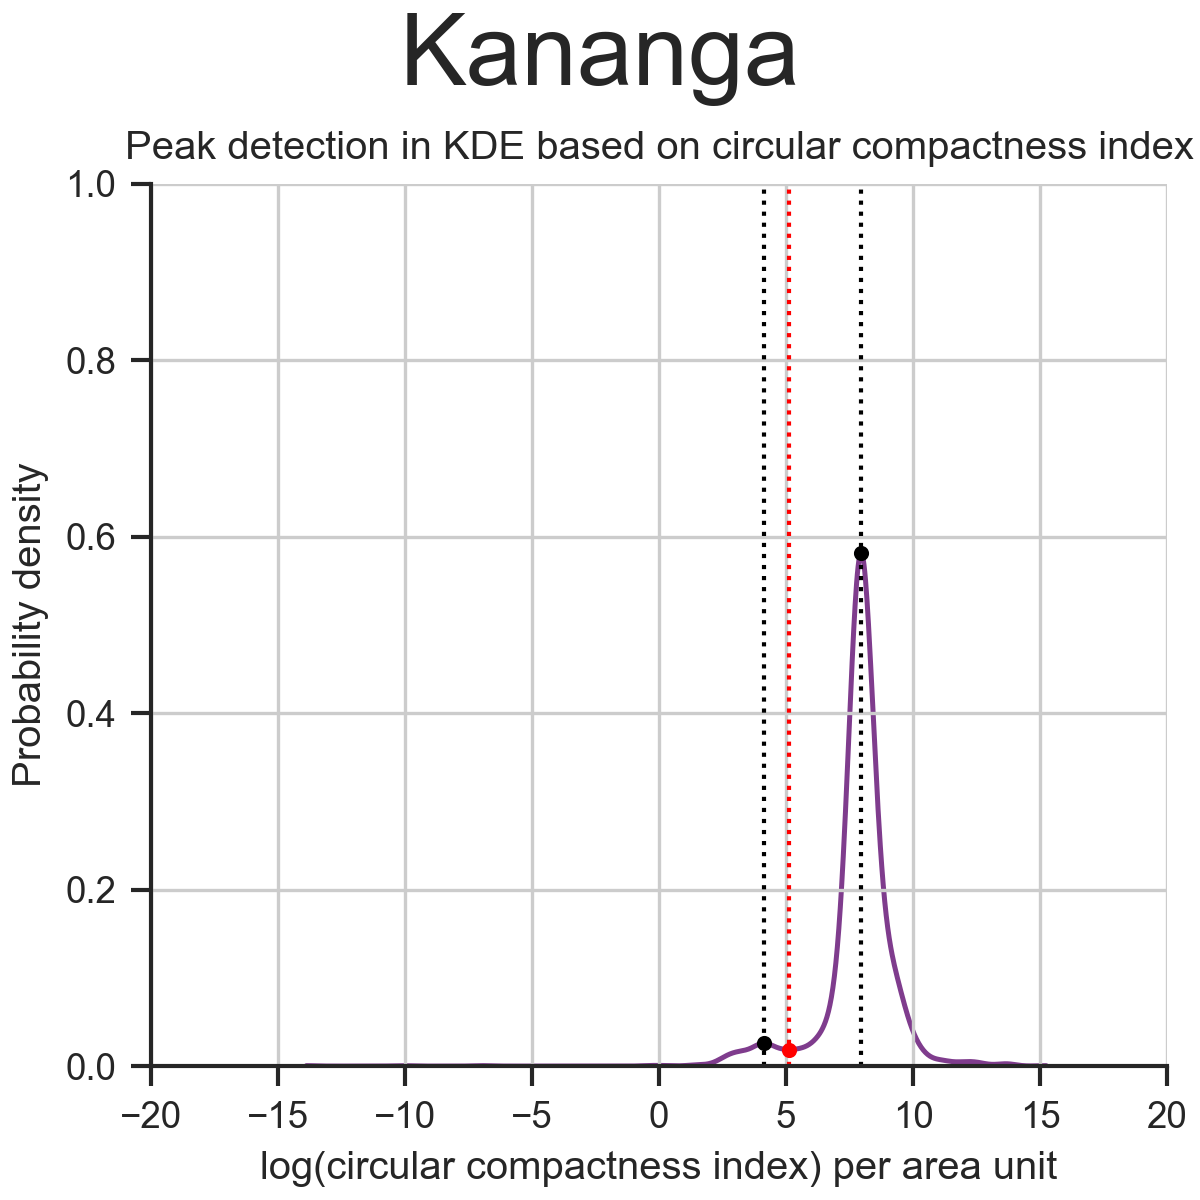 Kananga
Peak detection in KDE based on circular compactness index
1.0
0.8
0.6
0.4
0.2
0.0
Probability density
−20 −15 −10 −5 0 5 10 15 20
log(circular compactness index) per area unit